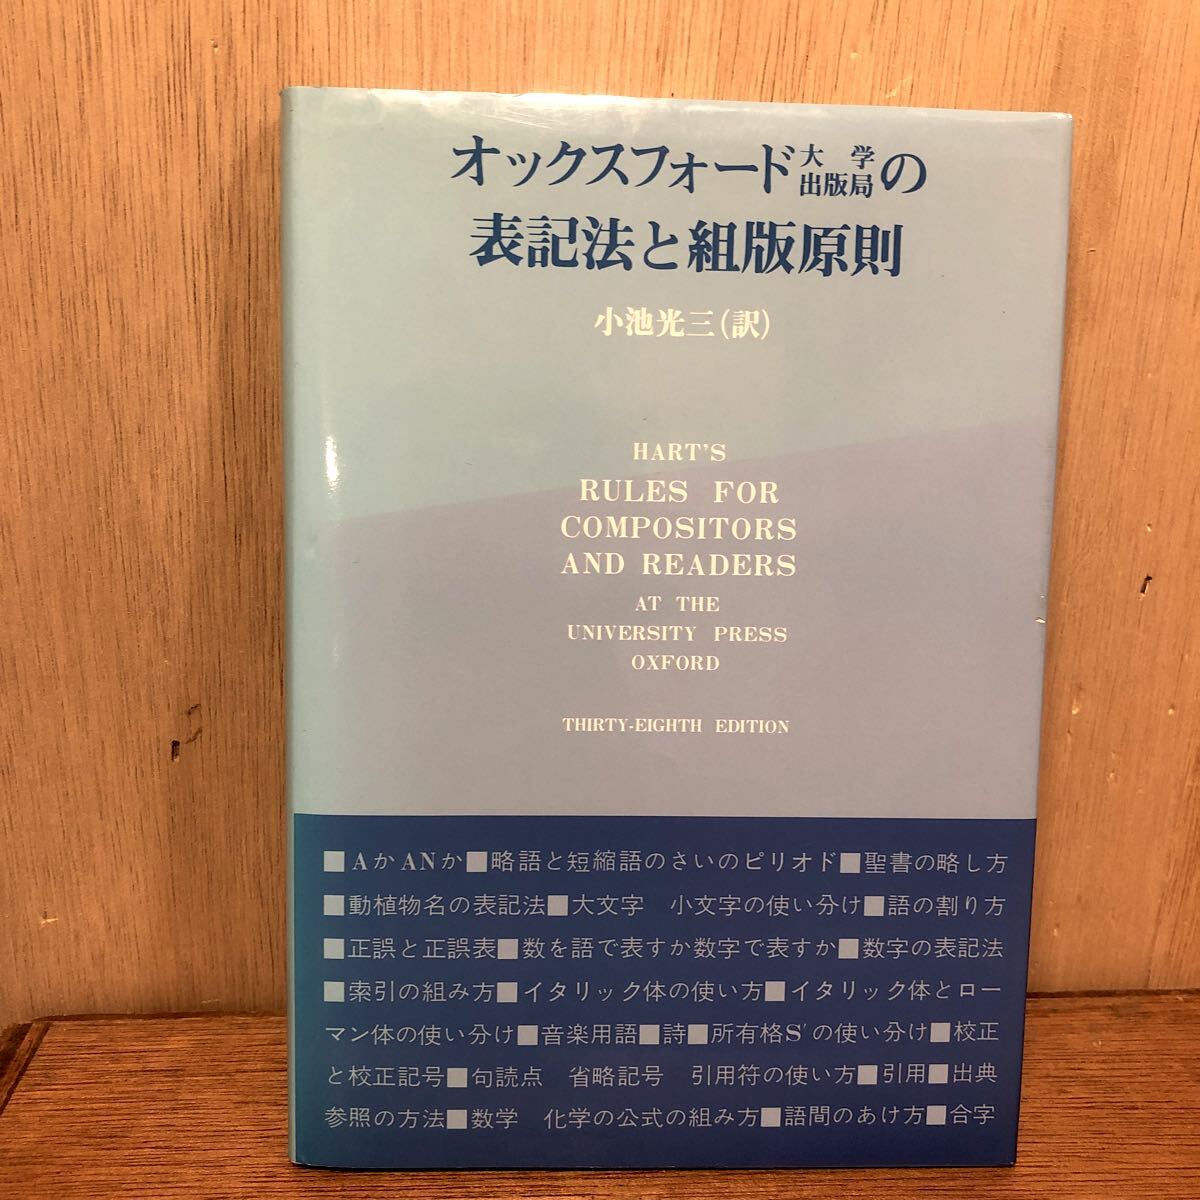 オックスフォード大学出版局の
表記法と組版原則
小池光三(訳)
HART'S
RULES FOR
COMPOSITORS
AND READERS
AT THE
UNIVERSITY PRESS
OXFORD
THIRTY-EIGHTH EDITION
■AかANか■略語と短縮語のさいのピリオド■聖書の略し方
■動植物名の表記法■大文字　小文字の使い分け■語の割り方
■正誤と正誤表■数を語で表すか数字で表すか■数字の表記法
■索引の組み方■イタリック体の使い方■イタリック体とロー
マン体の使い分け■音楽用語■詩■所有格S'の使い分け■校正
と校正記号■句読点　省略記号　引用符の使い方■引用■出典
参照の方法■数学　化学の公式の組み方■語間のあけ方■合字